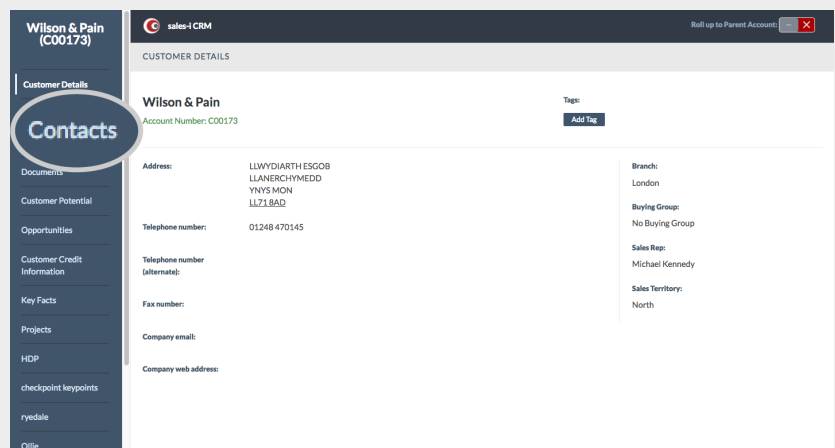 Wilson & Pain
(C00173)
Customer Details
Contacts
Documents
Customer Potential
Opportunities
Customer Credit
Information
Key Facts
Projects
HDP
checkpoint keypoints
ryedale
Ollie
sales-i CRM
Roll up to Parent Account:
CUSTOMER DETAILS
Wilson & Pain
Account Number: C00173
Tags:
Add Tag
Address:
LLWYDIARTH ESGOB
LLANERCHYMEDD
YNYS MON
LL71 8AD
Telephone number:
01248 470145
Telephone number
(alternate):
Fax number:
Company email:
Company web address:
Branch:
London
Buying Group:
No Buying Group
Sales Rep:
Michael Kennedy
Sales Territory:
North